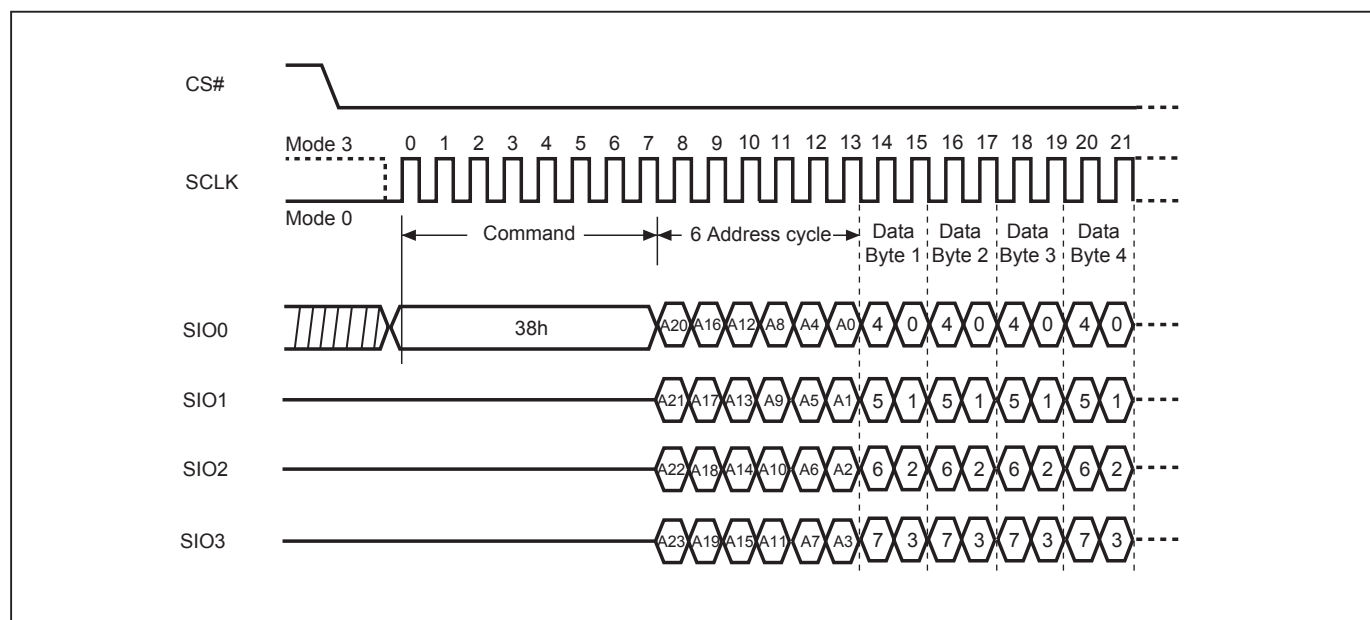 CS#
Mode 3
0 1 2 3 4 5 6 7 8 9 10 11 12 13 14 15 16 17 18 19 20 21
SCLK
Mode 0
Command
6 Address cycle
Data Byte 1
Data Byte 2
Data Byte 3
Data Byte 4
SIO0
38h
A20 A16 A12 A8 A4 A0 4 0 4 0 4 0 4 0
SIO1
A21 A17 A13 A9 A5 A1 5 1 5 1 5 1 5 1
SIO2
A22 A18 A14 A10 A6 A2 6 2 6 2 6 2 6 2
SIO3
A23 A19 A15 A11 A7 A3 7 3 7 3 7 3 7 3